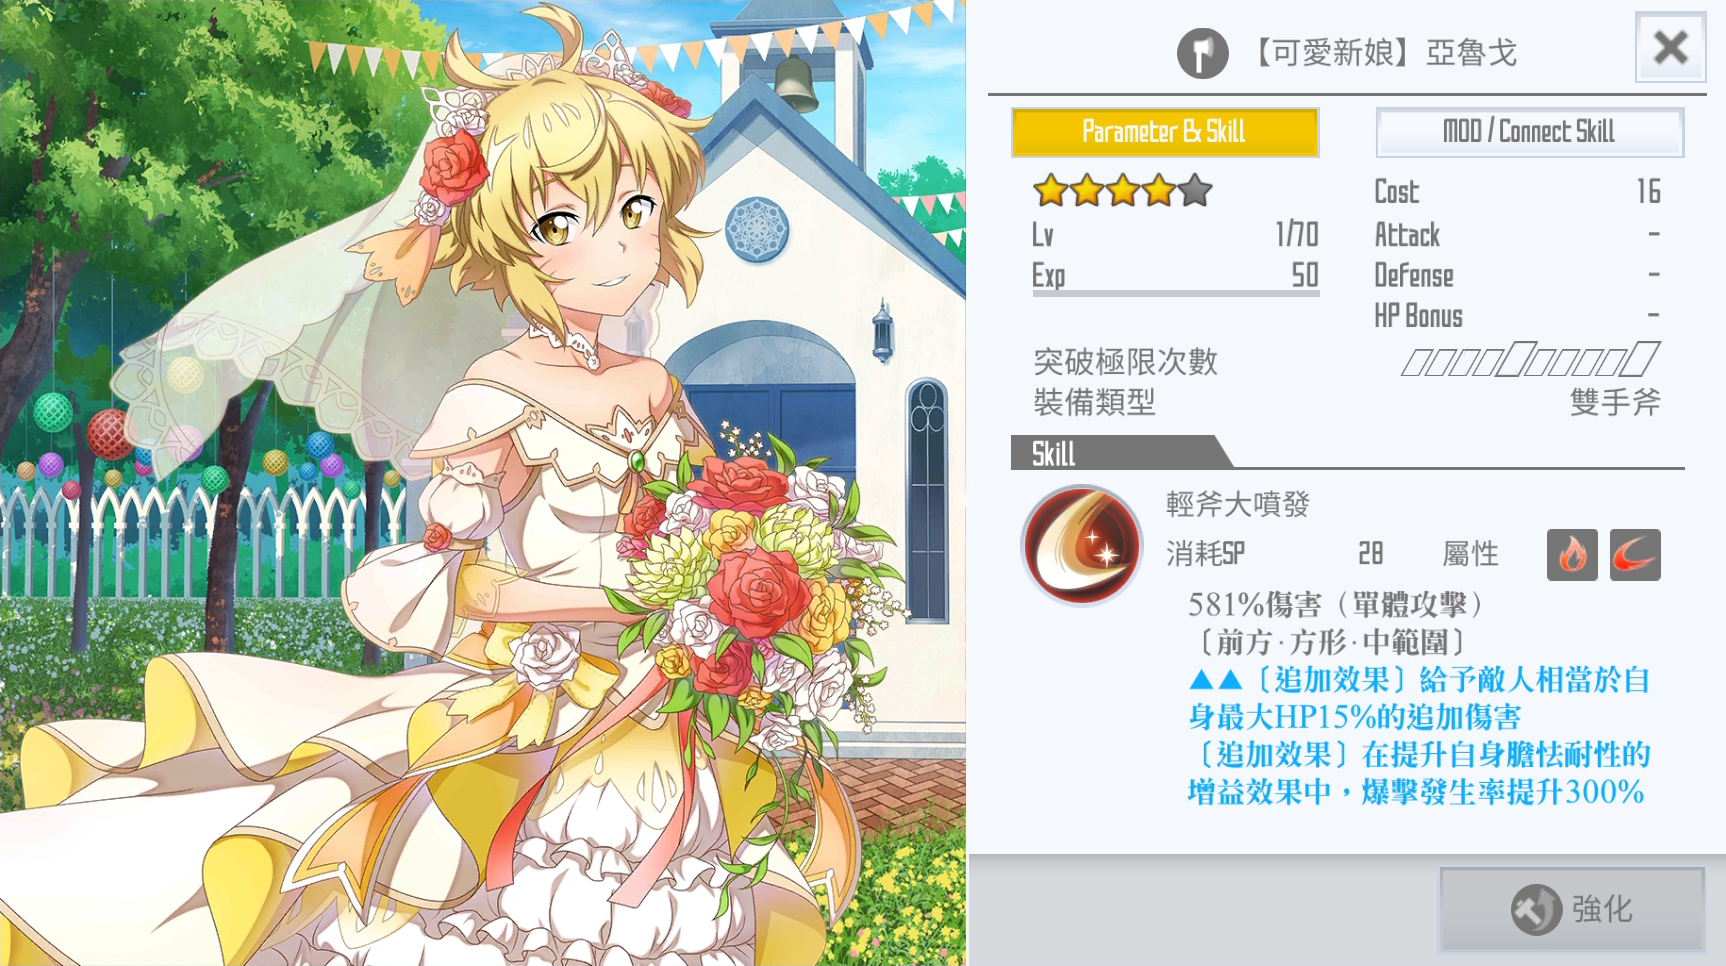 【可愛新娘】亞魯戈
Parameter & Skill
MOD / Connect Skill
Lv 1/70
Exp 50
Cost 16
Attack -
Defense -
HP Bonus -
突破極限次數
裝備類型 雙手斧
Skill
輕斧大噴發
消耗SP 28 屬性
581%傷害（單體攻擊）
〔前方·方形·中範圍〕
▲▲〔追加效果〕給予敵人相當於自
身最大HP15%的追加傷害
〔追加效果〕在提升自身膽怯耐性的
增益效果中，爆擊發生率提升300%
強化